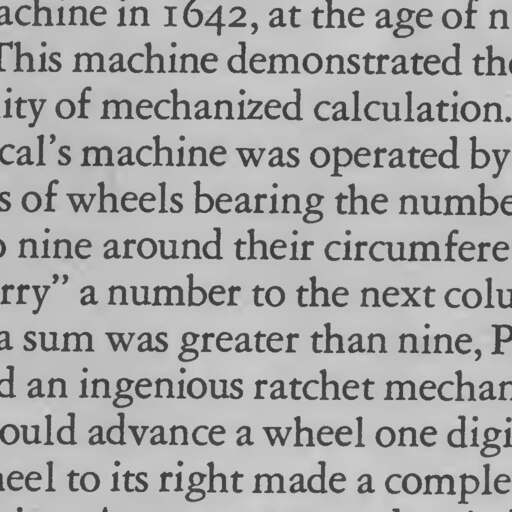 achine in 1642, at the age of n
This machine demonstrated the
ity of mechanized calculation.
cal's machine was operated by
s of wheels bearing the numbe
o nine around their circumfere
rry” a number to the next colu
a sum was greater than nine, P
d an ingenious ratchet mechan
ould advance a wheel one digi
heel to its right made a comple